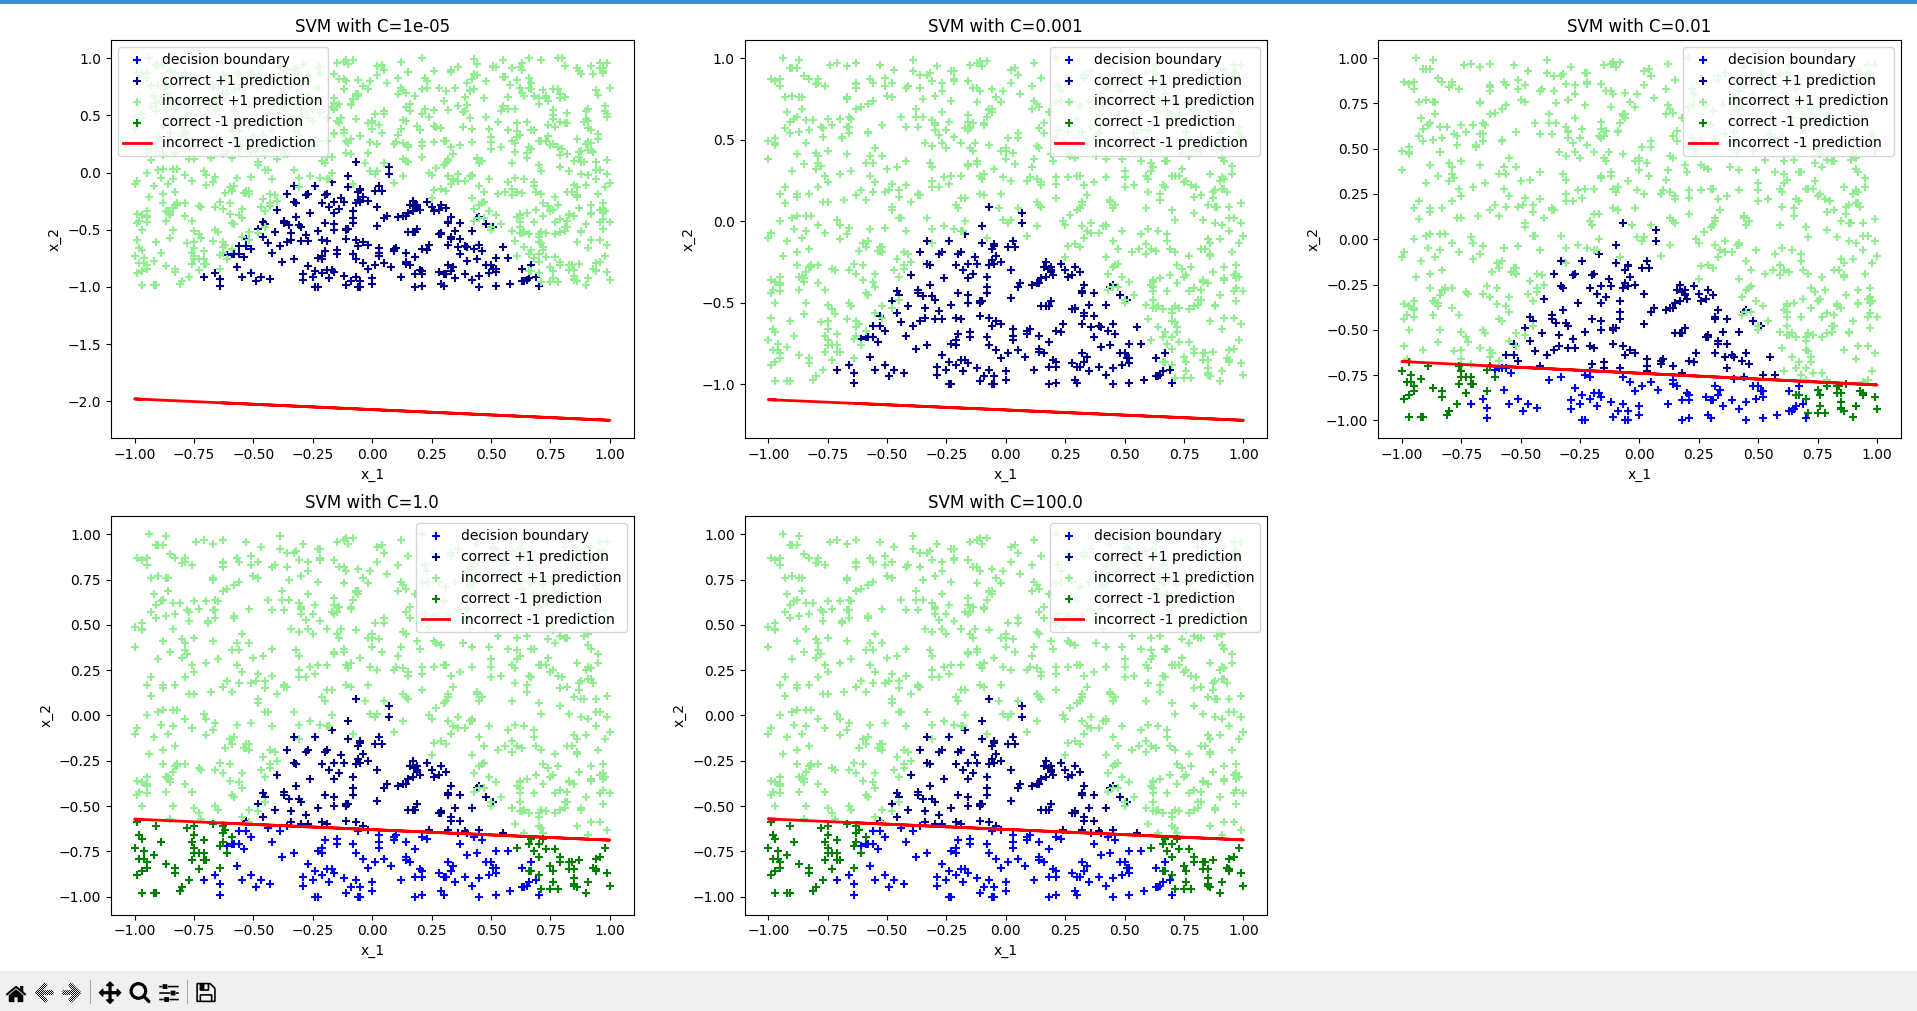 SVM with C=1e-05
decision boundary
correct +1 prediction
incorrect +1 prediction
correct -1 prediction
incorrect -1 prediction
1.0
0.5
0.0
−0.5
−1.0
−1.5
−2.0
x_2
−1.00 −0.75 −0.50 −0.25 0.00 0.25 0.50 0.75 1.00
x_1
SVM with C=0.001
decision boundary
correct +1 prediction
incorrect +1 prediction
correct -1 prediction
incorrect -1 prediction
1.0
0.5
0.0
−0.5
−1.0
x_2
−1.00 −0.75 −0.50 −0.25 0.00 0.25 0.50 0.75 1.00
x_1
SVM with C=0.01
decision boundary
correct +1 prediction
incorrect +1 prediction
correct -1 prediction
incorrect -1 prediction
1.00
0.75
0.50
0.25
0.00
−0.25
−0.50
−0.75
−1.00
x_2
−1.00 −0.75 −0.50 −0.25 0.00 0.25 0.50 0.75 1.00
x_1
SVM with C=1.0
decision boundary
correct +1 prediction
incorrect +1 prediction
correct -1 prediction
incorrect -1 prediction
1.00
0.75
0.50
0.25
0.00
−0.25
−0.50
−0.75
−1.00
x_2
−1.00 −0.75 −0.50 −0.25 0.00 0.25 0.50 0.75 1.00
x_1
SVM with C=100.0
decision boundary
correct +1 prediction
incorrect +1 prediction
correct -1 prediction
incorrect -1 prediction
1.00
0.75
0.50
0.25
0.00
−0.25
−0.50
−0.75
−1.00
x_2
−1.00 −0.75 −0.50 −0.25 0.00 0.25 0.50 0.75 1.00
x_1